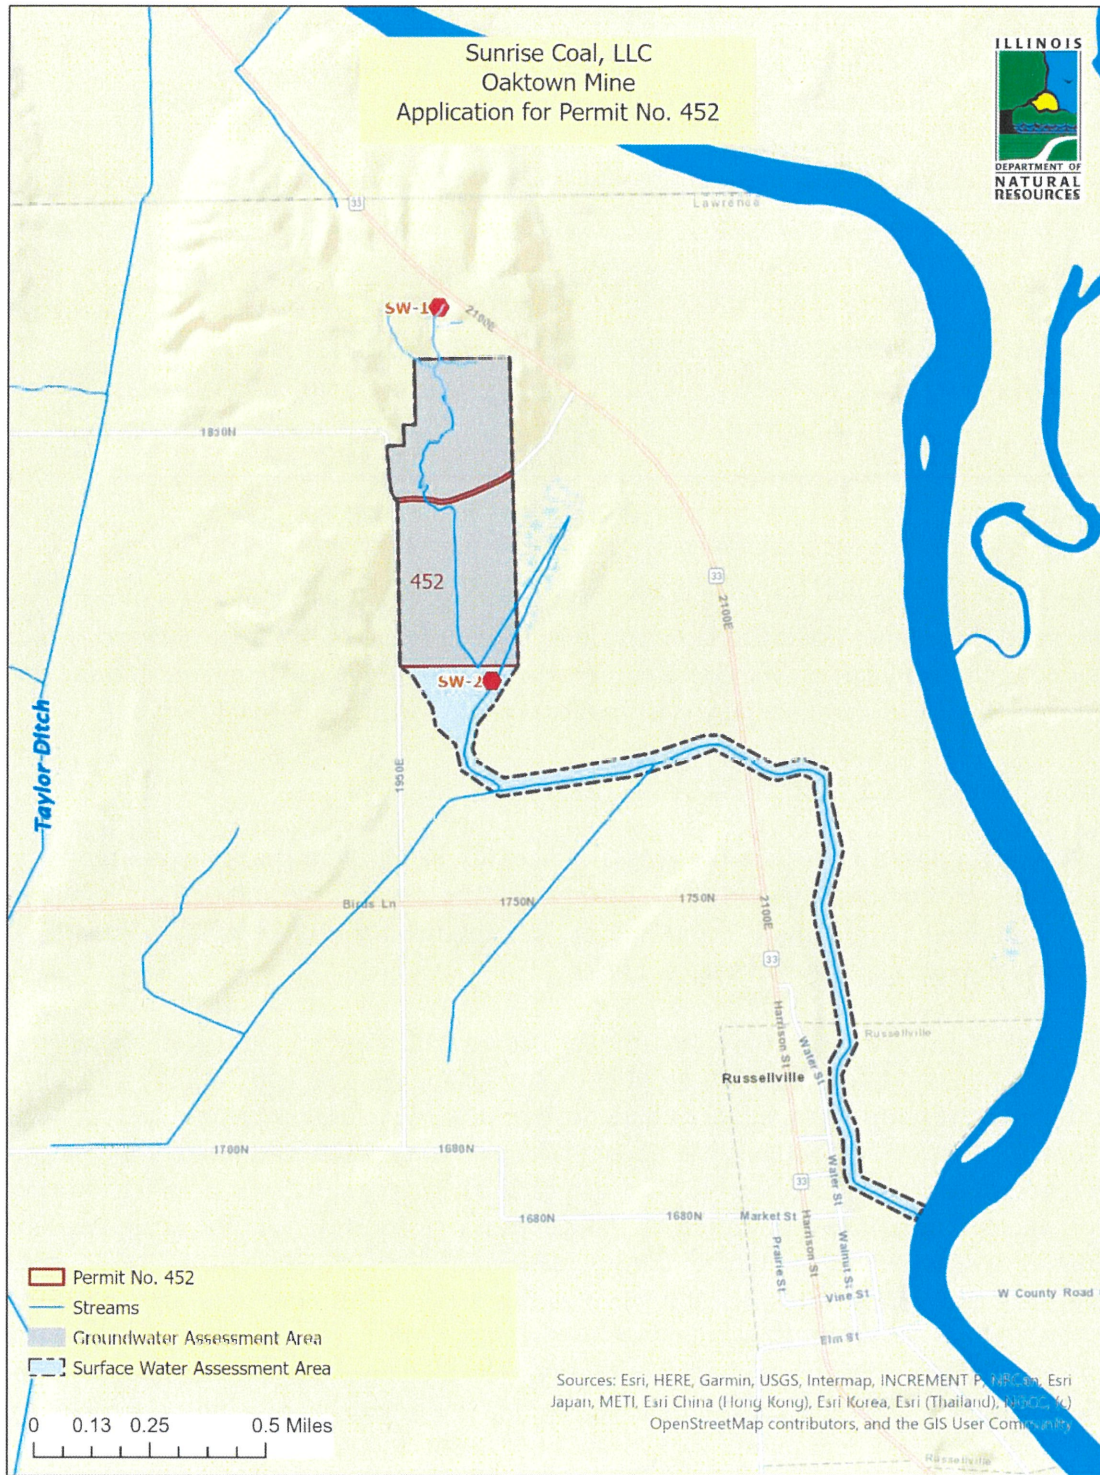 Sunrise Coal, LLC
Oaktown Mine
Application for Permit No. 452
ILLINOIS
DEPARTMENT OF
NATURAL
RESOURCES
33
Lawrence
SW-1
2100E
1850N
452
33
2100E
SW-2
1950E
Taylor Ditch
Birds Ln
1750N
1750N
2100E
33
Harrison St
Water St
Russellville
Russellville
1700N
1680N
33
Water St
1680N
1680N
Market St
Prairie St
Harrison St
Walnut St
Vine St
W County Road
Elm St
Permit No. 452
Streams
Groundwater Assessment Area
Surface Water Assessment Area
0 0.13 0.25 0.5 Miles
Sources: Esri, HERE, Garmin, USGS, Intermap, INCREMENT P, NRCan, Esri
Japan, METI, Esri China (Hong Kong), Esri Korea, Esri (Thailand), NGCC, (c)
OpenStreetMap contributors, and the GIS User Community
Russellville